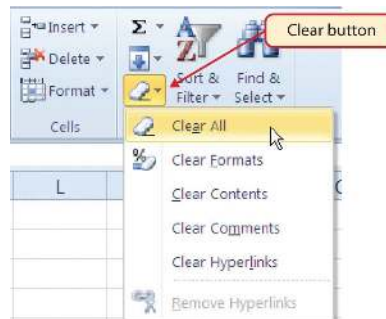 Insert
Σ
Clear button
Delete
A
Z
Format
Sort & Find &
Filter Select
Cells
Clear All
Clear Formats
L
Clear Contents
Clear Comments
Clear Hyperlinks
Remove Hyperlinks